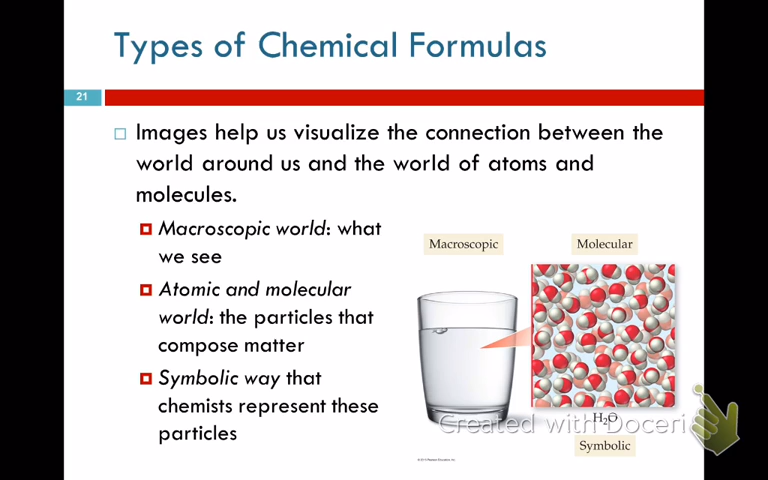 Types of Chemical Formulas
21
Images help us visualize the connection between the
world around us and the world of atoms and
molecules.
Macroscopic world: what
we see
Atomic and molecular
world: the particles that
compose matter
Symbolic way that
chemists represent these
particles
Macroscopic
Molecular
H₂O
Created with Doceri
Symbolic